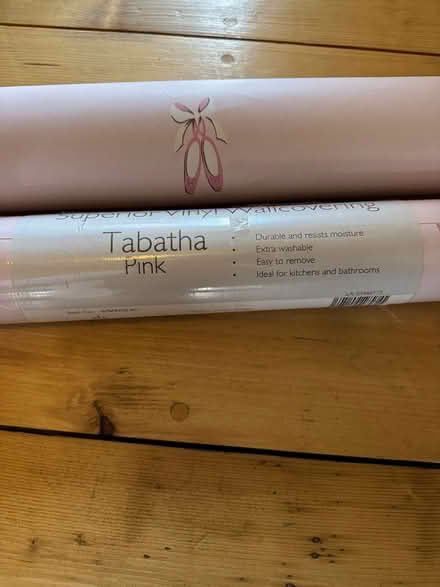 Superior Vinyl Wallcovering
Tabatha
Pink
• Durable and resists moisture
• Extra washable
• Easy to remove
• Ideal for kitchens and bathrooms